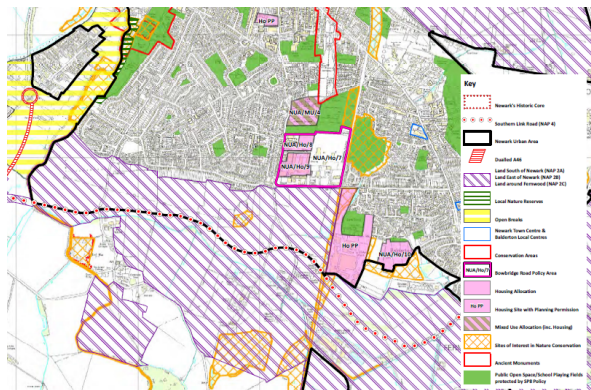 Ho PP
NUA/MU/4
NUA/Ho/8
NUA/Ho/7
NUA/Ho/9
Ho PP
NUA/Ho/10
Key
Newark's Historic Core
Southern Link Road (NAP 4)
Newark Urban Area
Dualled A46
Land South of Newark (NAP 2A)
Land East of Newark (NAP 2B)
Land around Fernwood (NAP 2C)
Local Nature Reserves
Open Breaks
Newark Town Centre &
Balderton Local Centres
Conservation Areas
NUA/Ho/7
Bowbridge Road Policy Area
Housing Allocation
Ho PP
Housing Site with Planning Permission
Mixed Use Allocation (inc. Housing)
Sites of Interest in Nature Conservation
Ancient Monuments
Public Open Space/School Playing Fields
protected by SP8 Policy